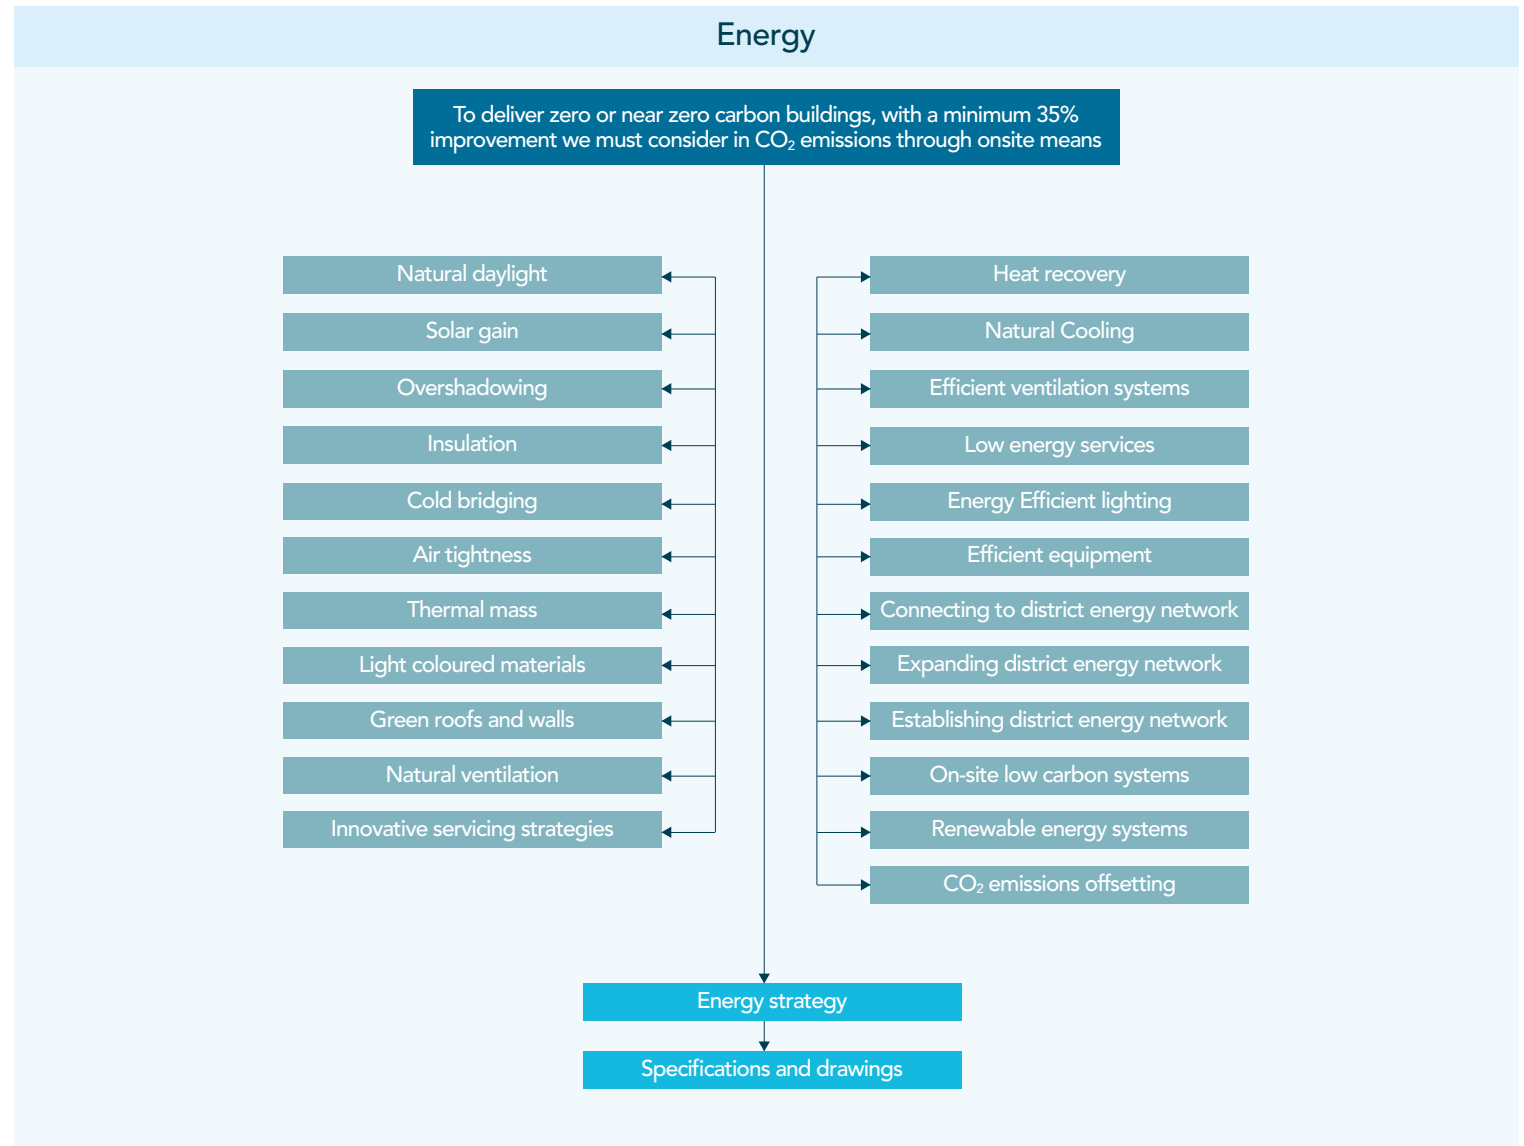 Energy
To deliver zero or near zero carbon buildings, with a minimum 35%
improvement we must consider in CO₂ emissions through onsite means
Natural daylight
Solar gain
Overshadowing
Insulation
Cold bridging
Air tightness
Thermal mass
Light coloured materials
Green roofs and walls
Natural ventilation
Innovative servicing strategies
Heat recovery
Natural Cooling
Efficient ventilation systems
Low energy services
Energy Efficient lighting
Efficient equipment
Connecting to district energy network
Expanding district energy network
Establishing district energy network
On-site low carbon systems
Renewable energy systems
CO₂ emissions offsetting
Energy strategy
Specifications and drawings